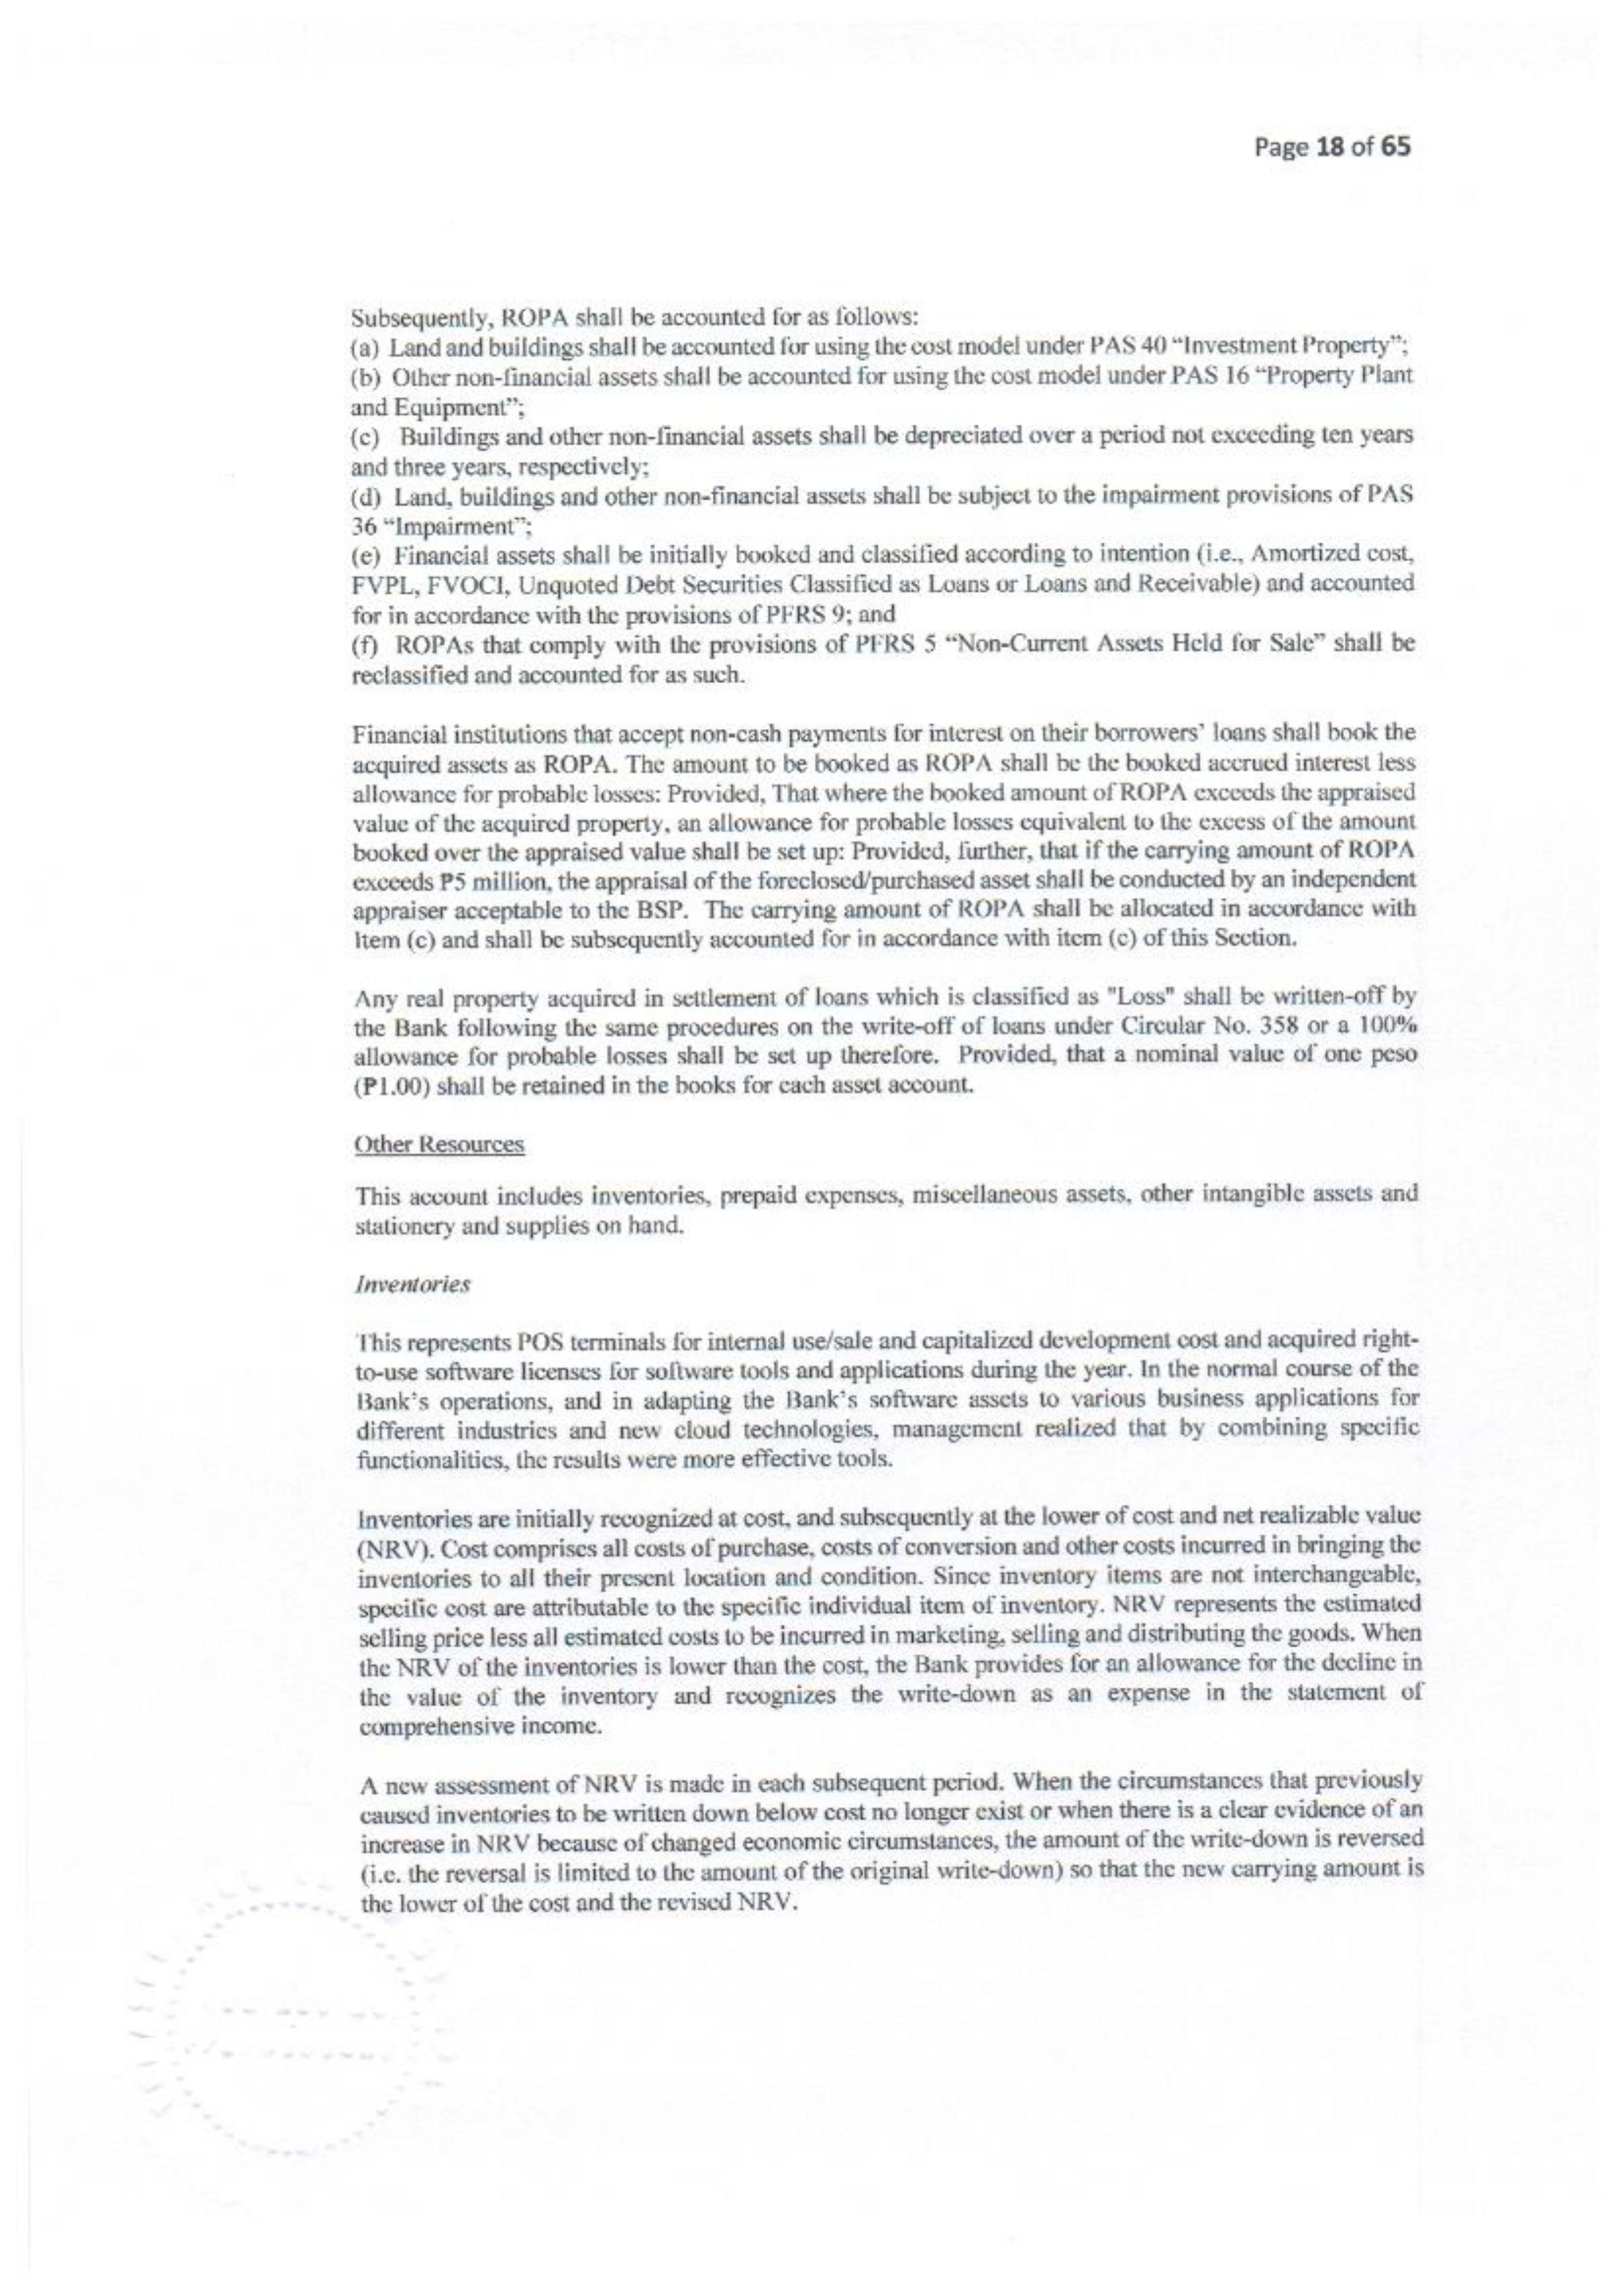 Page 18 of 65
Subsequently, ROPA shall be accounted for as follows:
(a) Land and buildings shall be accounted for using the cost model under PAS 40 “Investment Property”;
(b) Other non-financial assets shall be accounted for using the cost model under PAS 16 “Property Plant
and Equipment”;
(c) Buildings and other non-financial assets shall be depreciated over a period not exceeding ten years
and three years, respectively;
(d) Land, buildings and other non-financial assets shall be subject to the impairment provisions of PAS
36 “Impairment”;
(e) Financial assets shall be initially booked and classified according to intention (i.e., Amortized cost,
FVPL, FVOCI, Unquoted Debt Securities Classified as Loans or Loans and Receivable) and accounted
for in accordance with the provisions of PFRS 9; and
(f) ROPAs that comply with the provisions of PFRS 5 “Non-Current Assets Held for Sale” shall be
reclassified and accounted for as such.
Financial institutions that accept non-cash payments for interest on their borrowers’ loans shall book the
acquired assets as ROPA. The amount to be booked as ROPA shall be the booked accrued interest less
allowance for probable losses: Provided, That where the booked amount of ROPA exceeds the appraised
value of the acquired property, an allowance for probable losses equivalent to the excess of the amount
booked over the appraised value shall be set up: Provided, further, that if the carrying amount of ROPA
exceeds ₱5 million, the appraisal of the foreclosed/purchased asset shall be conducted by an independent
appraiser acceptable to the BSP. The carrying amount of ROPA shall be allocated in accordance with
Item (c) and shall be subsequently accounted for in accordance with item (c) of this Section.
Any real property acquired in settlement of loans which is classified as "Loss" shall be written-off by
the Bank following the same procedures on the write-off of loans under Circular No. 358 or a 100%
allowance for probable losses shall be set up therefore. Provided, that a nominal value of one peso
(₱1.00) shall be retained in the books for each asset account.
Other Resources
This account includes inventories, prepaid expenses, miscellaneous assets, other intangible assets and
stationery and supplies on hand.
Inventories
This represents POS terminals for internal use/sale and capitalized development cost and acquired right-
to-use software licenses for software tools and applications during the year. In the normal course of the
Bank’s operations, and in adapting the Bank’s software assets to various business applications for
different industries and new cloud technologies, management realized that by combining specific
functionalities, the results were more effective tools.
Inventories are initially recognized at cost, and subsequently at the lower of cost and net realizable value
(NRV). Cost comprises all costs of purchase, costs of conversion and other costs incurred in bringing the
inventories to all their present location and condition. Since inventory items are not interchangeable,
specific cost are attributable to the specific individual item of inventory. NRV represents the estimated
selling price less all estimated costs to be incurred in marketing, selling and distributing the goods. When
the NRV of the inventories is lower than the cost, the Bank provides for an allowance for the decline in
the value of the inventory and recognizes the write-down as an expense in the statement of
comprehensive income.
A new assessment of NRV is made in each subsequent period. When the circumstances that previously
caused inventories to be written down below cost no longer exist or when there is a clear evidence of an
increase in NRV because of changed economic circumstances, the amount of the write-down is reversed
(i.e. the reversal is limited to the amount of the original write-down) so that the new carrying amount is
the lower of the cost and the revised NRV.